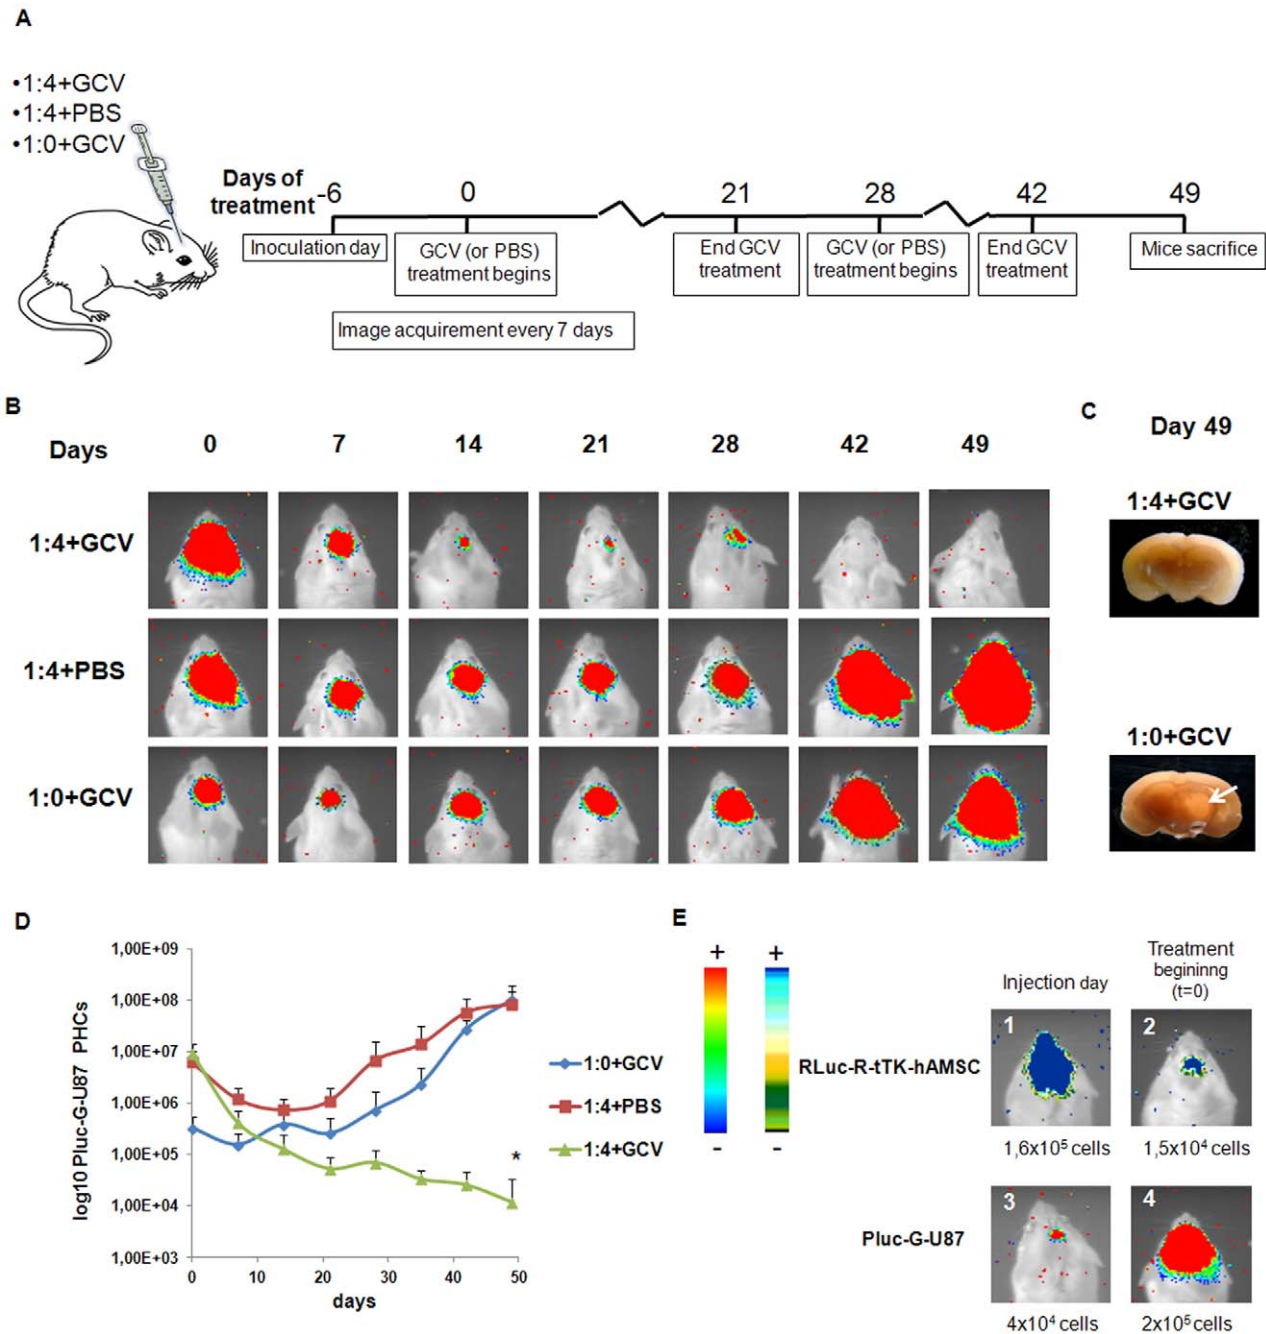 A
•1:4+GCV
•1:4+PBS
•1:0+GCV
Days of
treatment
-6 0 21 28 42 49
Inoculation day
GCV (or PBS)
treatment begins
End GCV
treatment
GCV (or PBS)
treatment begins
End GCV
treatment
Mice sacrifice
Image acquirement every 7 days
B
Days 0 7 14 21 28 42 49
1:4+GCV
1:4+PBS
1:0+GCV
C
Day 49
1:4+GCV
1:0+GCV
D
log10 Pluc-G-U87 PHCs
1,00E+09
1,00E+08
1,00E+07
1,00E+06
1,00E+05
1,00E+04
1,00E+03
*
0 10 20 30 40 50
days
1:0+GCV
1:4+PBS
1:4+GCV
E
+ +
- -
Injection day
Treatment
begininng
(t=0)
RLuc-R-tTK-hAMSC
1 2
1,6x10⁵ cells 1,5x10⁴ cells
Pluc-G-U87
3 4
4x10⁴ cells 2x10⁵ cells